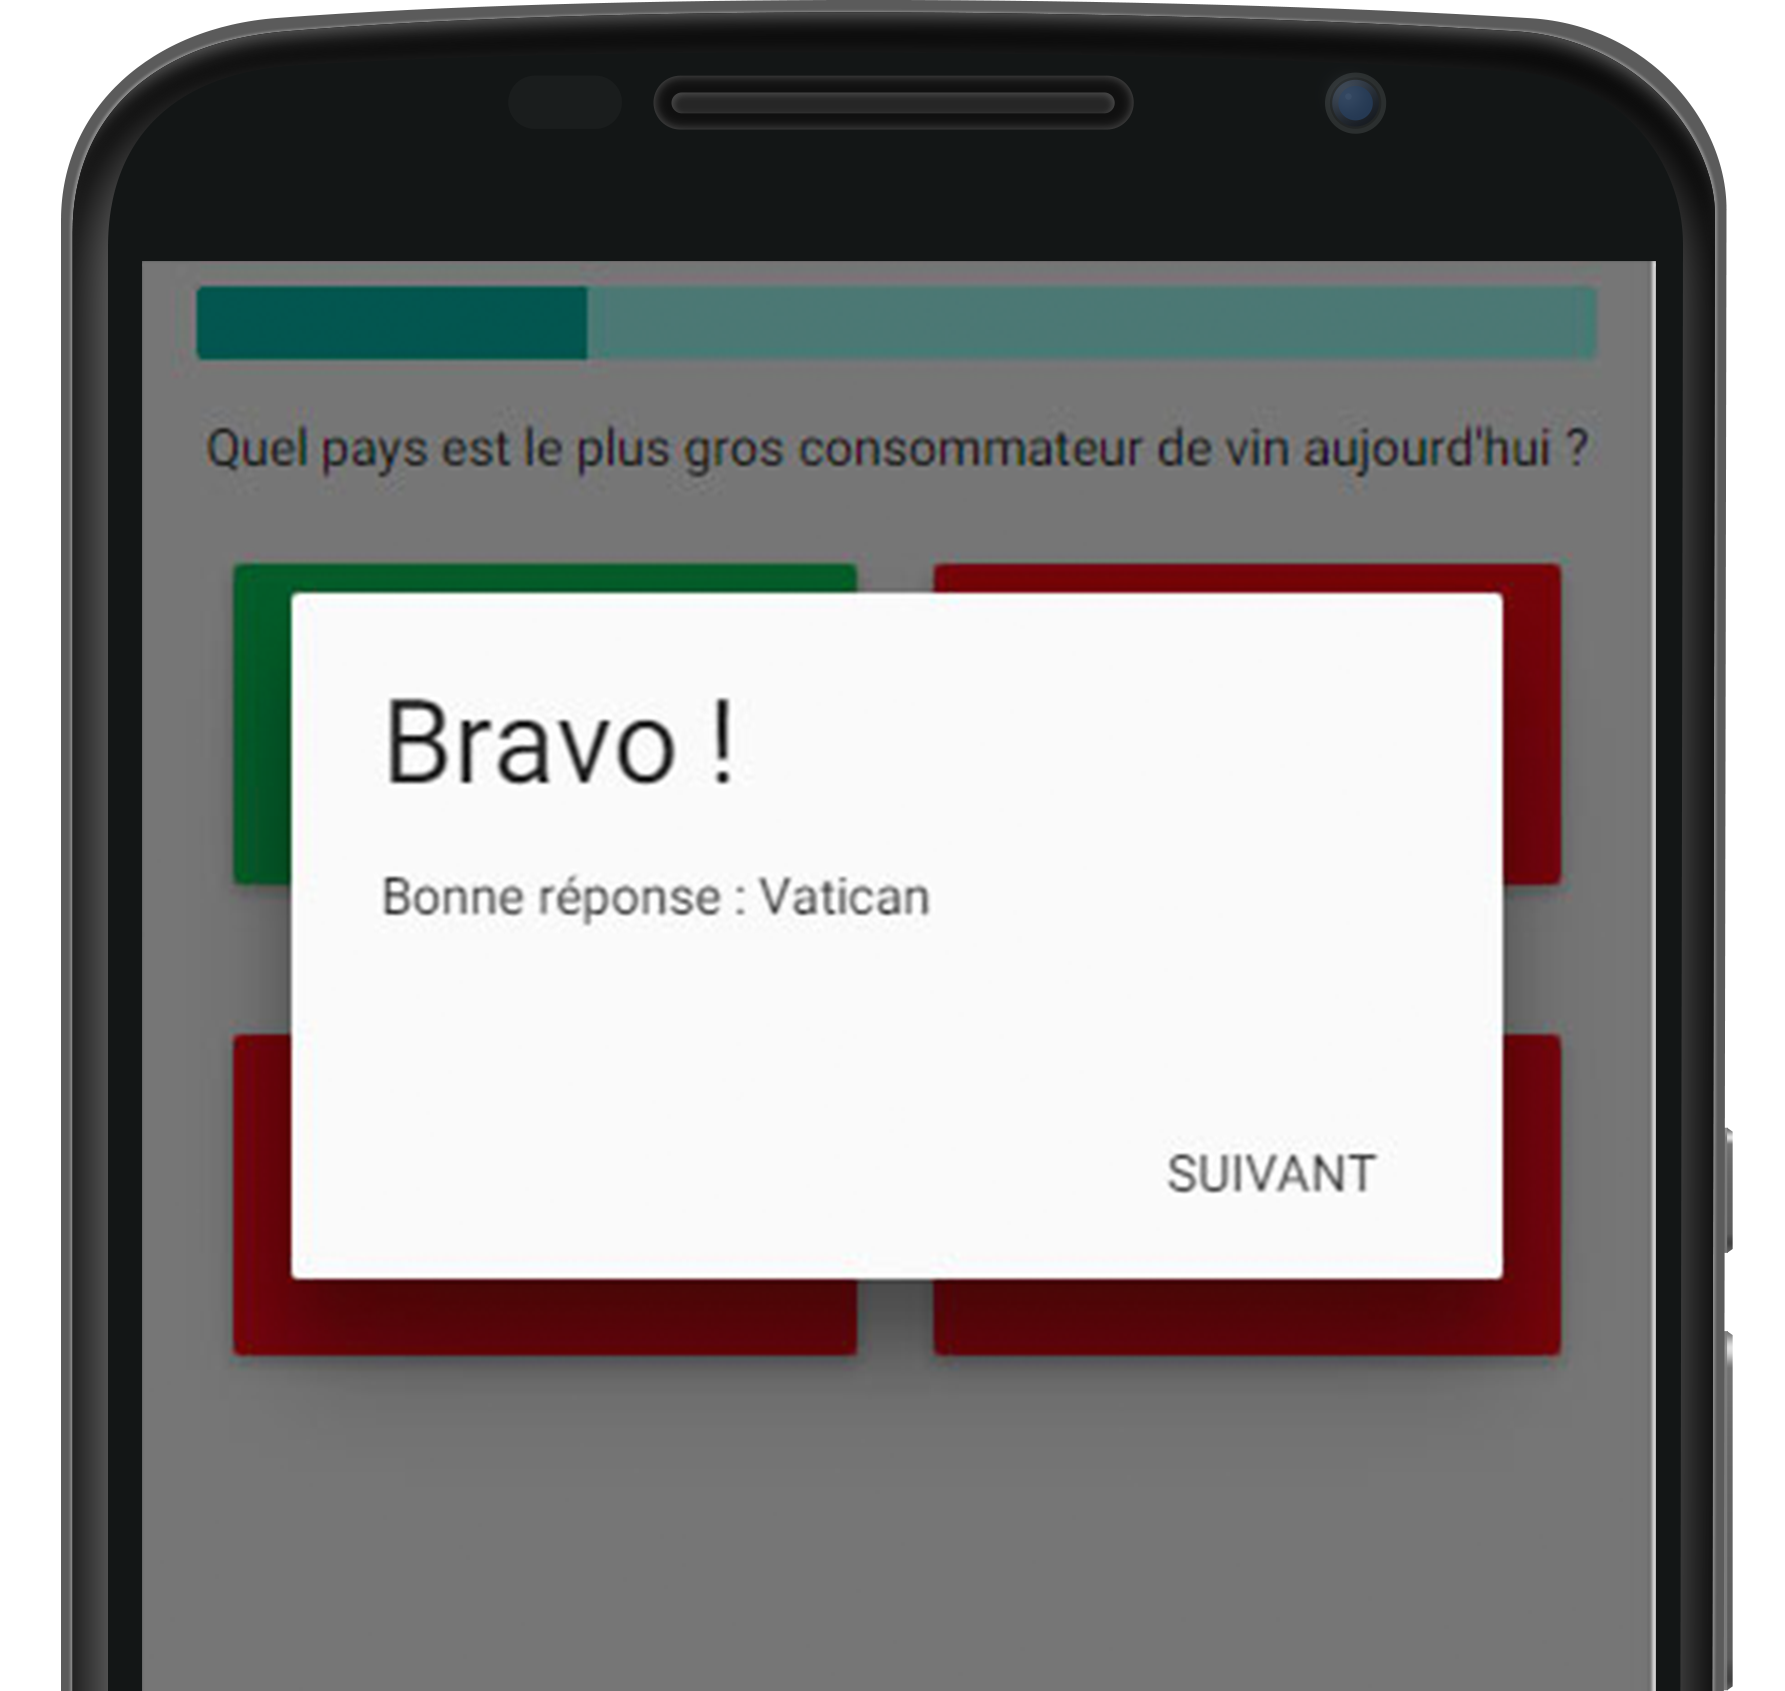 Quel pays est le plus gros consommateur de vin aujourd'hui ?
Bravo !
Bonne réponse : Vatican
SUIVANT